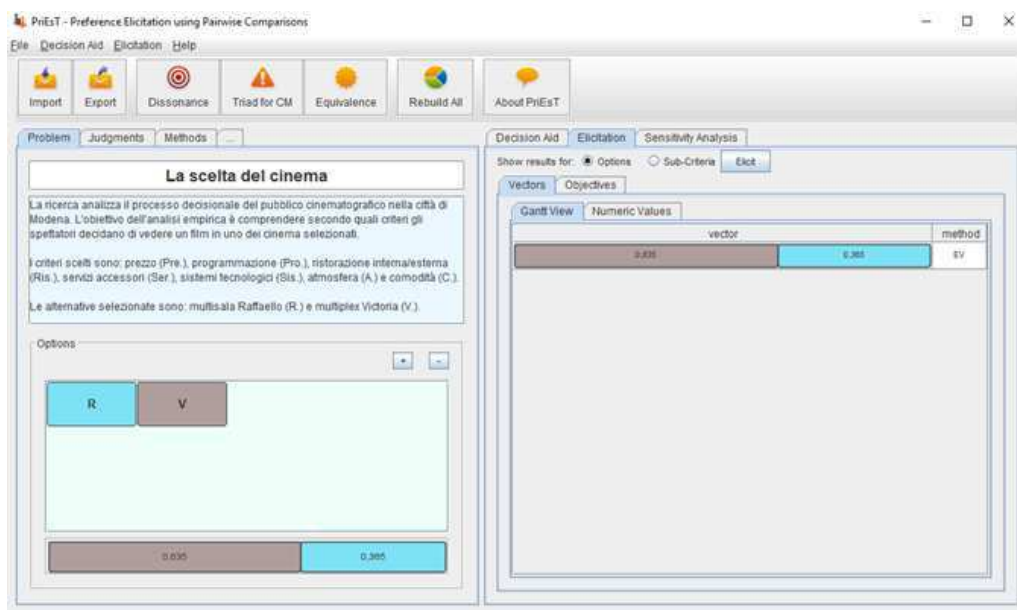 PriEsT - Preference Elicitation using Pairwise Comparisons
File Decision Aid Elicitation Help
Import Export Dissonance Triad for CM Equivalence Rebuild All About PriEsT
Problem Judgments Methods ...
Decision Aid Elicitation Sensitivity Analysis
Show results for: Options Sub-Criteria Elicit
La scelta del cinema
Vectors Objectives
La ricerca analizza il processo decisionale del pubblico cinematografico nella città di
Modena. L'obiettivo dell'analisi empirica è comprendere secondo quali criteri gli
spettatori decidano di vedere un film in uno dei cinema selezionati.
I criteri scelti sono: prezzo (Pre.), programmazione (Pro.), ristorazione interna/esterna
(Ris.), servizi accessori (Ser.), sistemi tecnologici (Sis.), atmosfera (A.) e comodità (C.).
Le alternative selezionate sono: multisala Raffaello (R.) e multiplex Victoria (V.).
Gantt View Numeric Values
vector method
0,635 0,365 EV
Options
+ -
R V
0,635 0,365